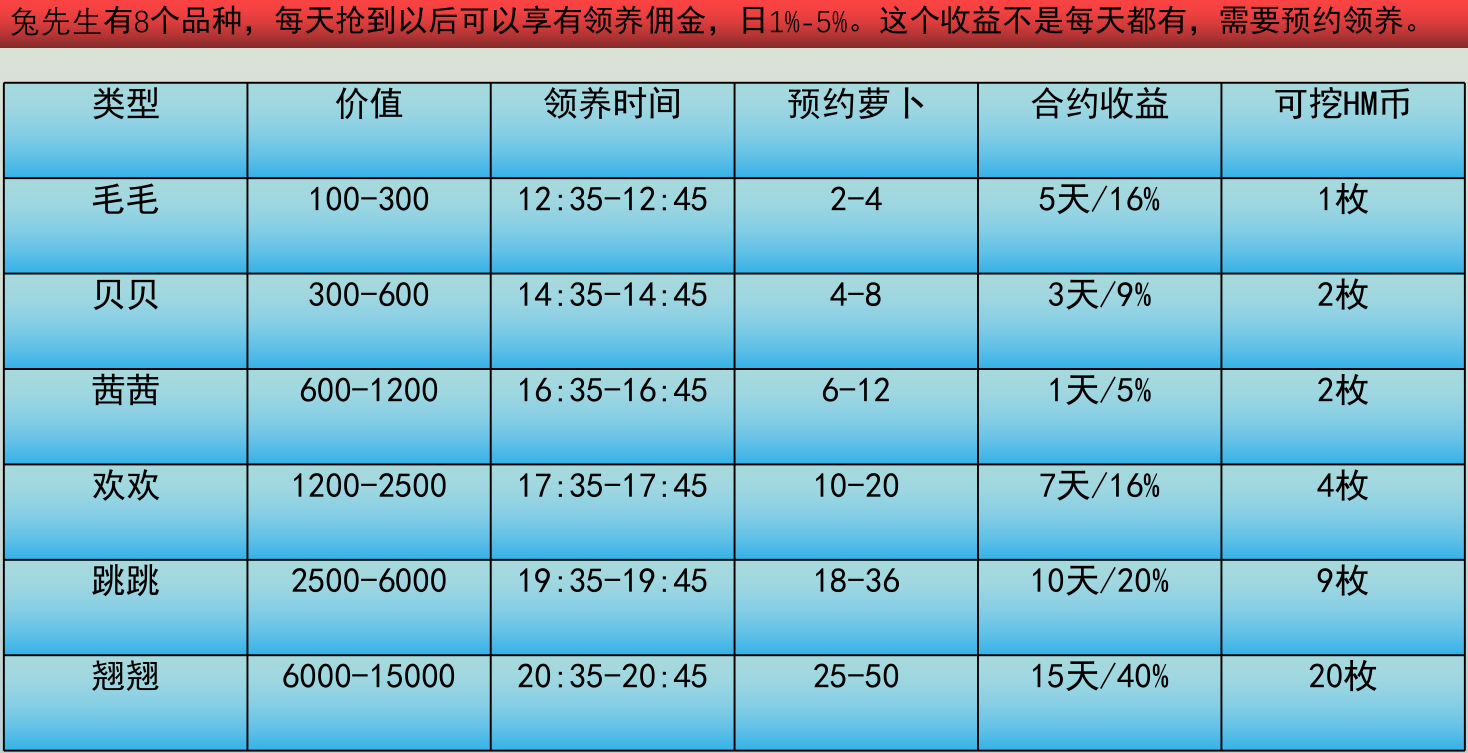 兔先生有8个品种，每天抢到以后可以享有领养佣金，日1%-5%。这个收益不是每天都有，需要预约领养。
类型 价值 领养时间 预约萝卜 合约收益 可挖HM币
毛毛 100-300 12:35-12:45 2-4 5天/16% 1枚
贝贝 300-600 14:35-14:45 4-8 3天/9% 2枚
茜茜 600-1200 16:35-16:45 6-12 1天/5% 2枚
欢欢 1200-2500 17:35-17:45 10-20 7天/16% 4枚
跳跳 2500-6000 19:35-19:45 18-36 10天/20% 9枚
翘翘 6000-15000 20:35-20:45 25-50 15天/40% 20枚